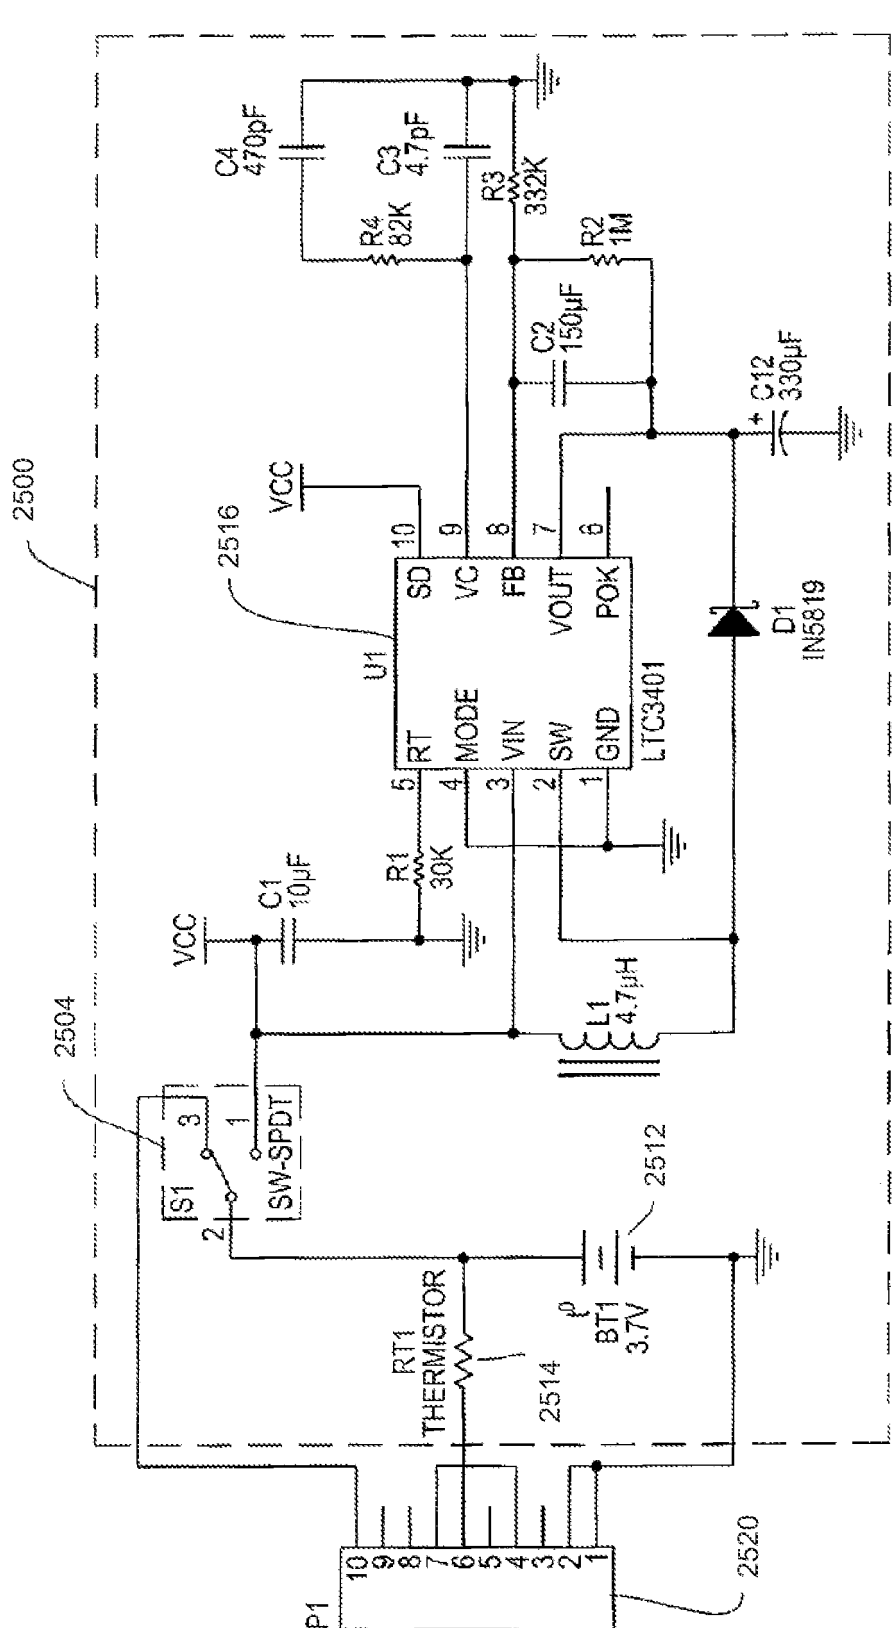 2500
C4
470pF
C3
4.7pF
R4
82K
R3
332K
R2
1M
C2
150µF
C12
330µF
+
VCC
2516
U1
10
9
8
7
6
SD
VC
FB
VOUT
POK
RT
MODE
VIN
SW
GND
5
4
3
2
1
LTC3401
D1
IN5819
R1
30K
C1
10µF
VCC
L1
4.7µH
2504
S1
3
1
2
SW-SPDT
RT1
THERMISTOR
2514
BT1
3.7V
2512
P1
10
9
8
7
6
5
4
3
2
1
2520